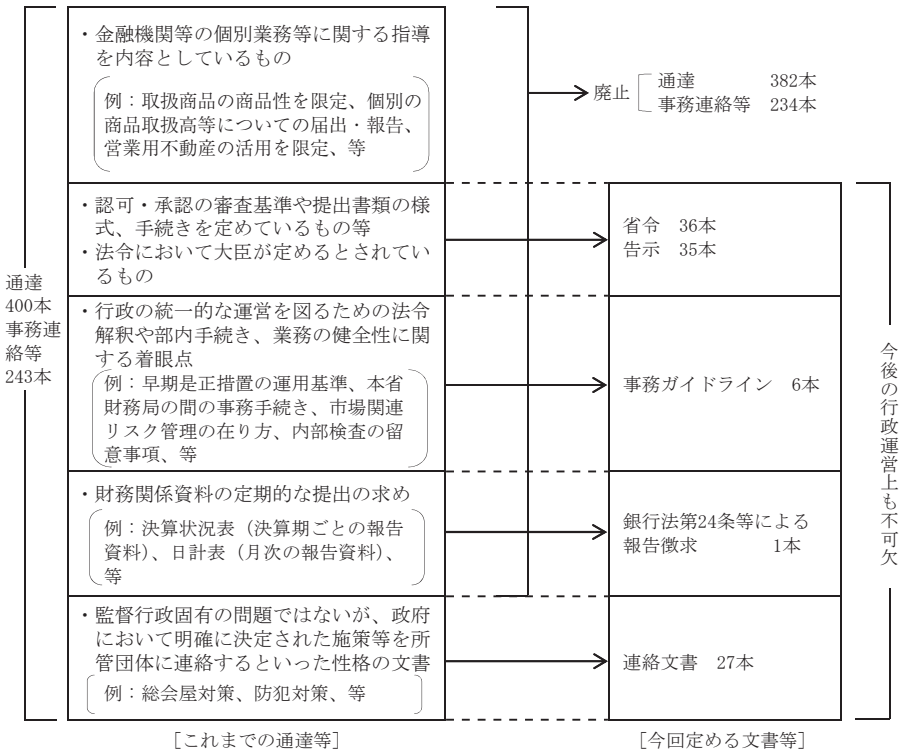 ・金融機関等の個別業務等に関する指導
を内容としているもの
例：取扱商品の商品性を限定、個別の
商品取扱高等についての届出・報告、
営業用不動産の活用を限定、等
廃止
通達　382本
事務連絡等　234本
・認可・承認の審査基準や提出書類の様
式、手続きを定めているもの等
・法令において大臣が定めるとされてい
るもの
省令　36本
告示　35本
通達
400本
事務連
絡等
243本
・行政の統一的な運営を図るための法令
解釈や部内手続き、業務の健全性に関
する着眼点
例：早期是正措置の運用基準、本省
財務局の間の事務手続き、市場関連
リスク管理の在り方、内部検査の留
意事項、等
事務ガイドライン　6本
・財務関係資料の定期的な提出の求め
例：決算状況表（決算期ごとの報告
資料）、日計表（月次の報告資料）、
等
銀行法第24条等による
報告徴求　1本
・監督行政固有の問題ではないが、政府
において明確に決定された施策等を所
管団体に連絡するといった性格の文書
例：総会屋対策、防犯対策、等
連絡文書　27本
今後の行政運営上も不可欠
［これまでの通達等］
［今回定める文書等］